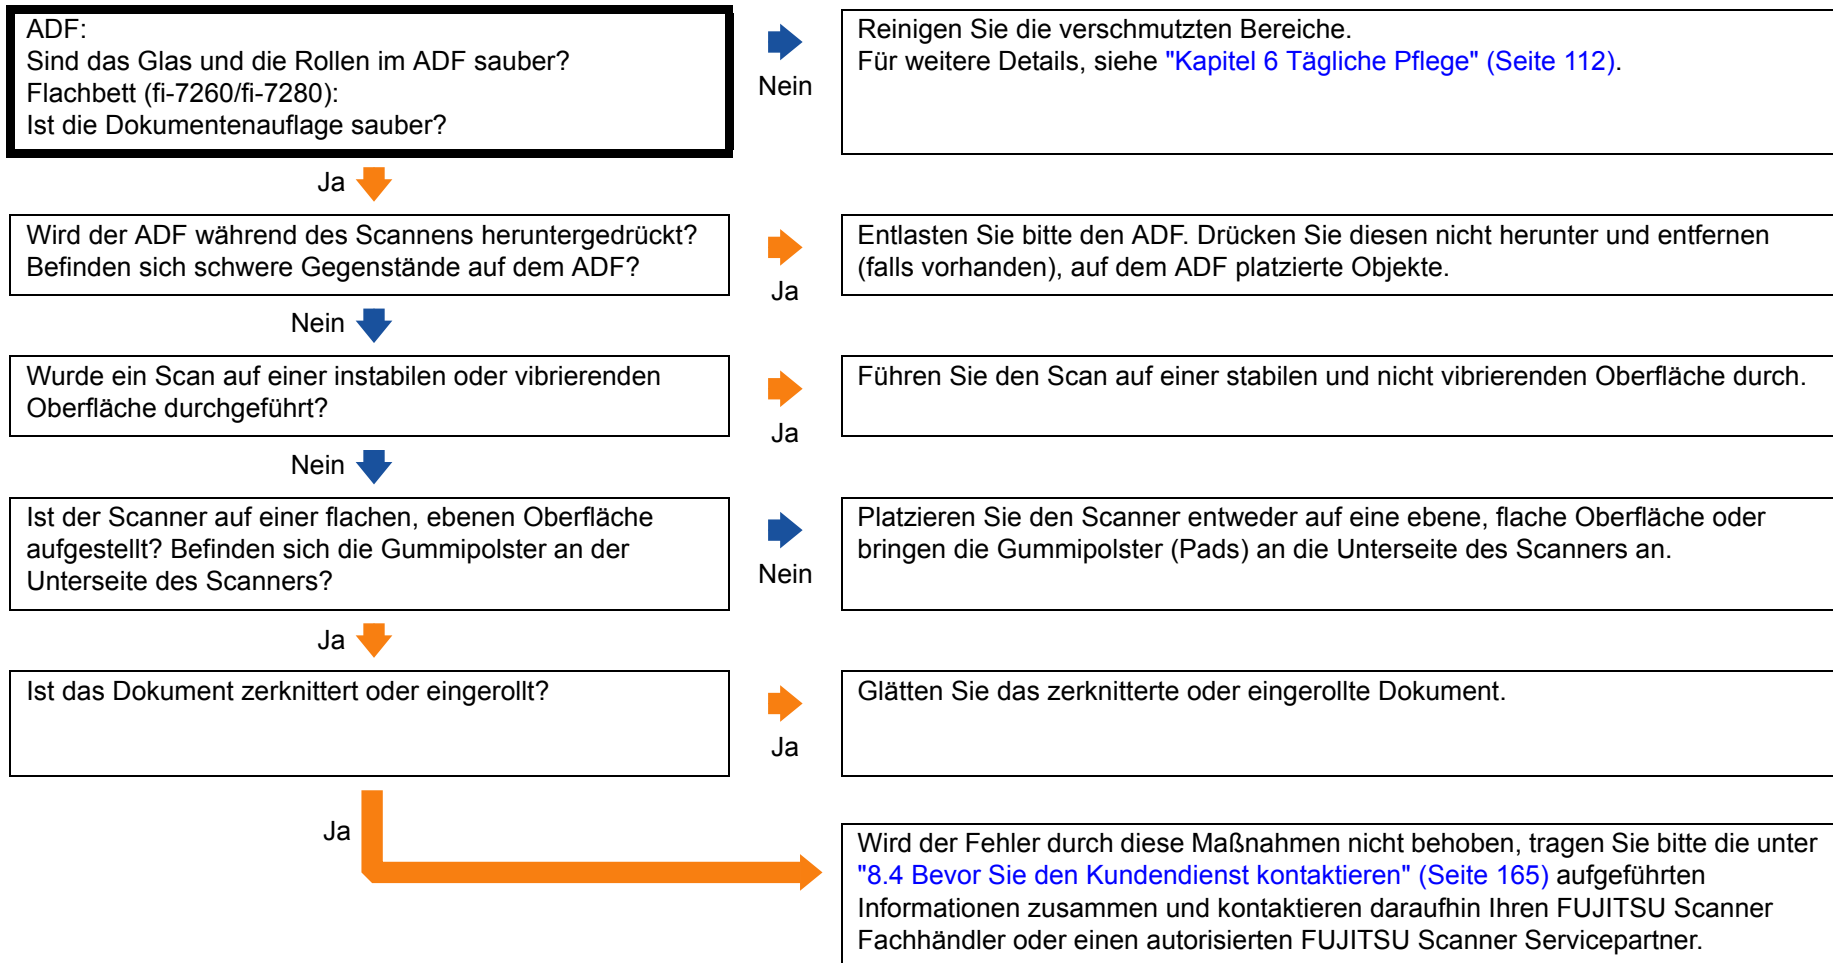 ADF:
Sind das Glas und die Rollen im ADF sauber?
Flachbett (fi-7260/fi-7280):
Ist die Dokumentenauflage sauber?
Nein
Reinigen Sie die verschmutzten Bereiche.
Für weitere Details, siehe "Kapitel 6 Tägliche Pflege" (Seite 112).
Ja
Wird der ADF während des Scannens heruntergedrückt?
Befinden sich schwere Gegenstände auf dem ADF?
Ja
Entlasten Sie bitte den ADF. Drücken Sie diesen nicht herunter und entfernen
(falls vorhanden), auf dem ADF platzierte Objekte.
Nein
Wurde ein Scan auf einer instabilen oder vibrierenden
Oberfläche durchgeführt?
Ja
Führen Sie den Scan auf einer stabilen und nicht vibrierenden Oberfläche durch.
Nein
Ist der Scanner auf einer flachen, ebenen Oberfläche
aufgestellt? Befinden sich die Gummipolster an der
Unterseite des Scanners?
Nein
Platzieren Sie den Scanner entweder auf eine ebene, flache Oberfläche oder
bringen die Gummipolster (Pads) an die Unterseite des Scanners an.
Ja
Ist das Dokument zerknittert oder eingerollt?
Ja
Glätten Sie das zerknitterte oder eingerollte Dokument.
Ja
Wird der Fehler durch diese Maßnahmen nicht behoben, tragen Sie bitte die unter
"8.4 Bevor Sie den Kundendienst kontaktieren" (Seite 165) aufgeführten
Informationen zusammen und kontaktieren daraufhin Ihren FUJITSU Scanner
Fachhändler oder einen autorisierten FUJITSU Scanner Servicepartner.